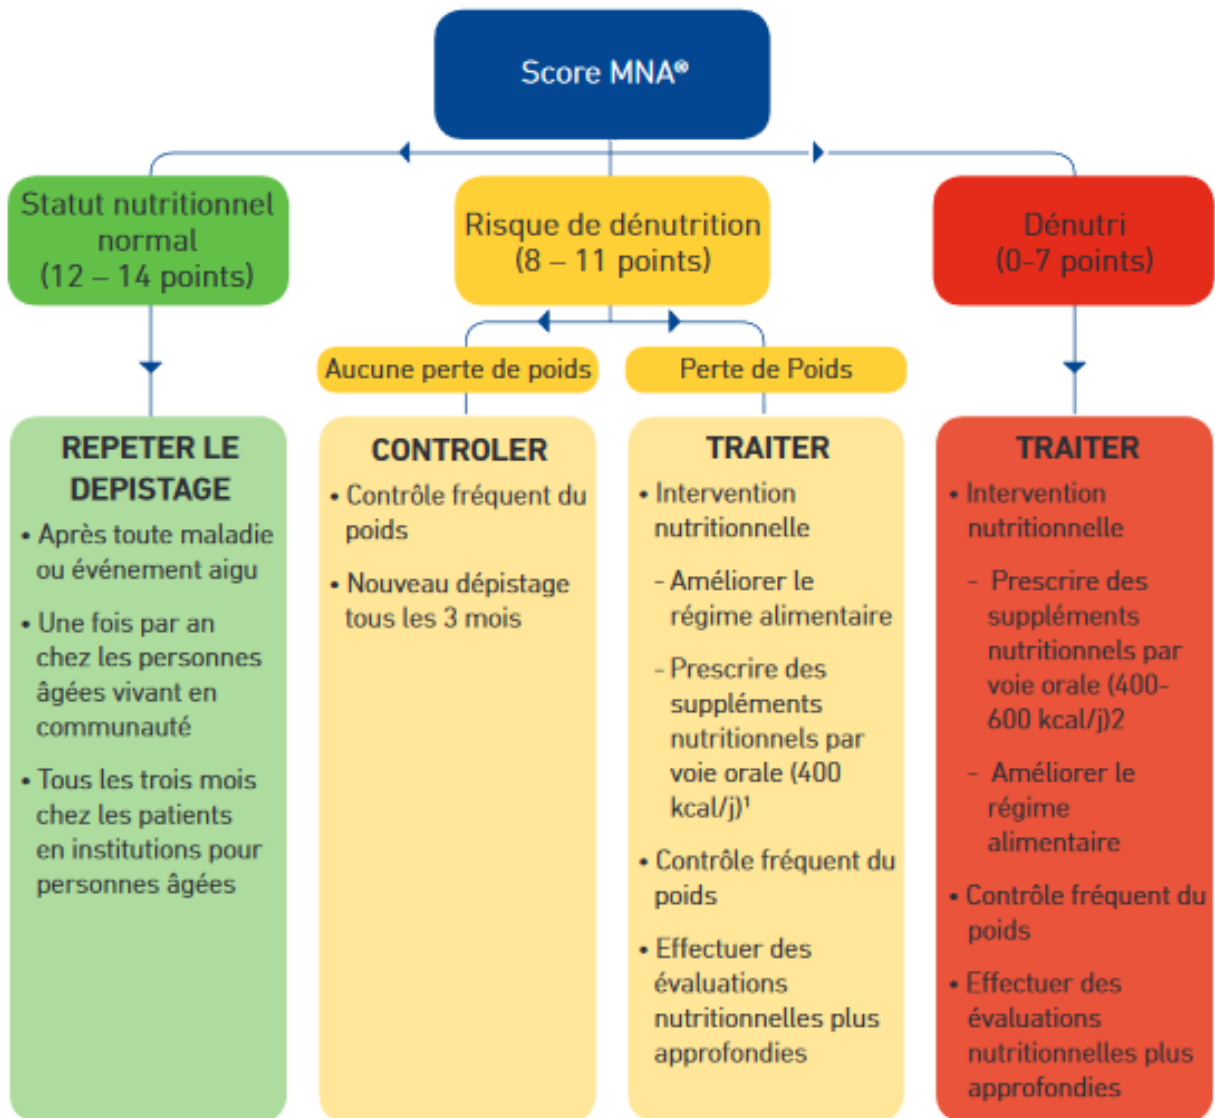 Score MNA®
Statut nutritionnel
normal
(12 – 14 points)
Risque de dénutrition
(8 – 11 points)
Dénutri
(0-7 points)
Aucune perte de poids
Perte de Poids
REPETER LE
DEPISTAGE
• Après toute maladie
ou événement aigu
• Une fois par an
chez les personnes
âgées vivant en
communauté
• Tous les trois mois
chez les patients
en institutions pour
personnes âgées
CONTROLER
• Contrôle fréquent du
poids
• Nouveau dépistage
tous les 3 mois
TRAITER
• Intervention
nutritionnelle
- Améliorer le
régime alimentaire
- Prescrire des
suppléments
nutritionnels par
voie orale (400
kcal/j)¹
• Contrôle fréquent du
poids
• Effectuer des
évaluations
nutritionnelles plus
approfondies
TRAITER
• Intervention
nutritionnelle
- Prescrire des
suppléments
nutritionnels par
voie orale (400-
600 kcal/j)2
- Améliorer le
régime
alimentaire
• Contrôle fréquent du
poids
• Effectuer des
évaluations
nutritionnelles plus
approfondies